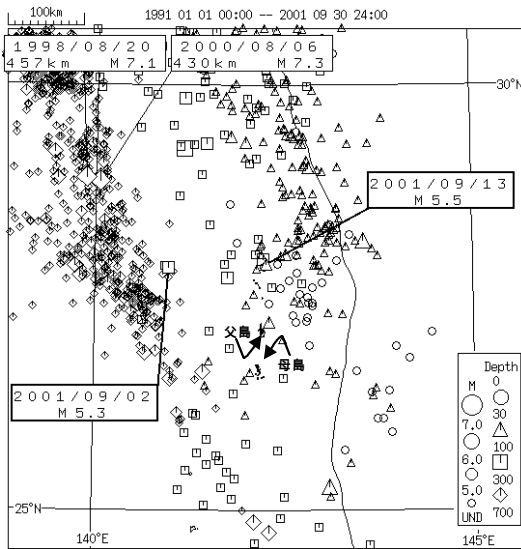 100km
1991 01 01 00:00 -- 2001 09 30 24:00
1998/08/20
457km M7.1
2000/08/06
430km M7.3
30°N
2001/09/13
M 5.5
父島
母島
2001/09/02
M 5.3
Depth
M
0
30
7.0
100
6.0
300
5.0
700
UND
25°N
140°E
145°E